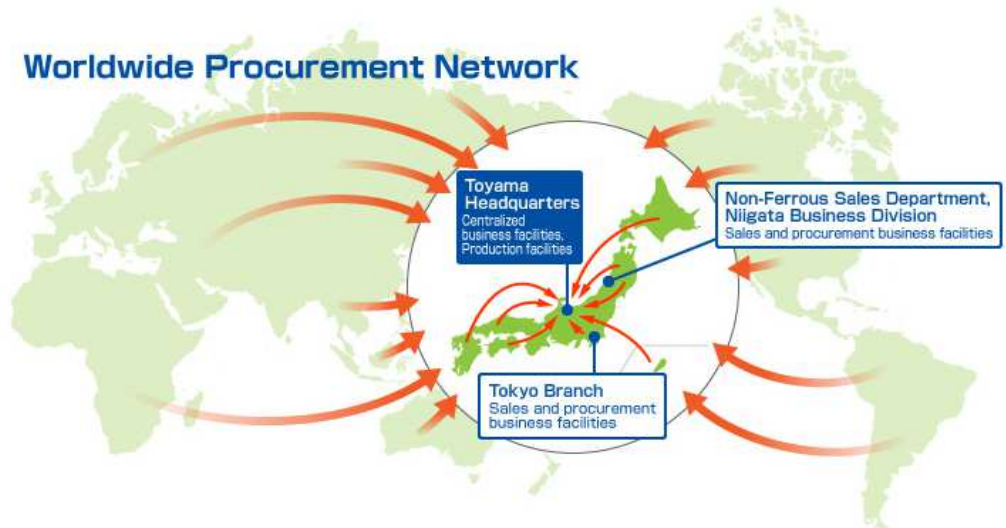 Worldwide Procurement Network
Toyama
Headquarters
Centralized
business facilities,
Production facilities
Non-Ferrous Sales Department,
Niigata Business Division
Sales and procurement business facilities
Tokyo Branch
Sales and procurement
business facilities